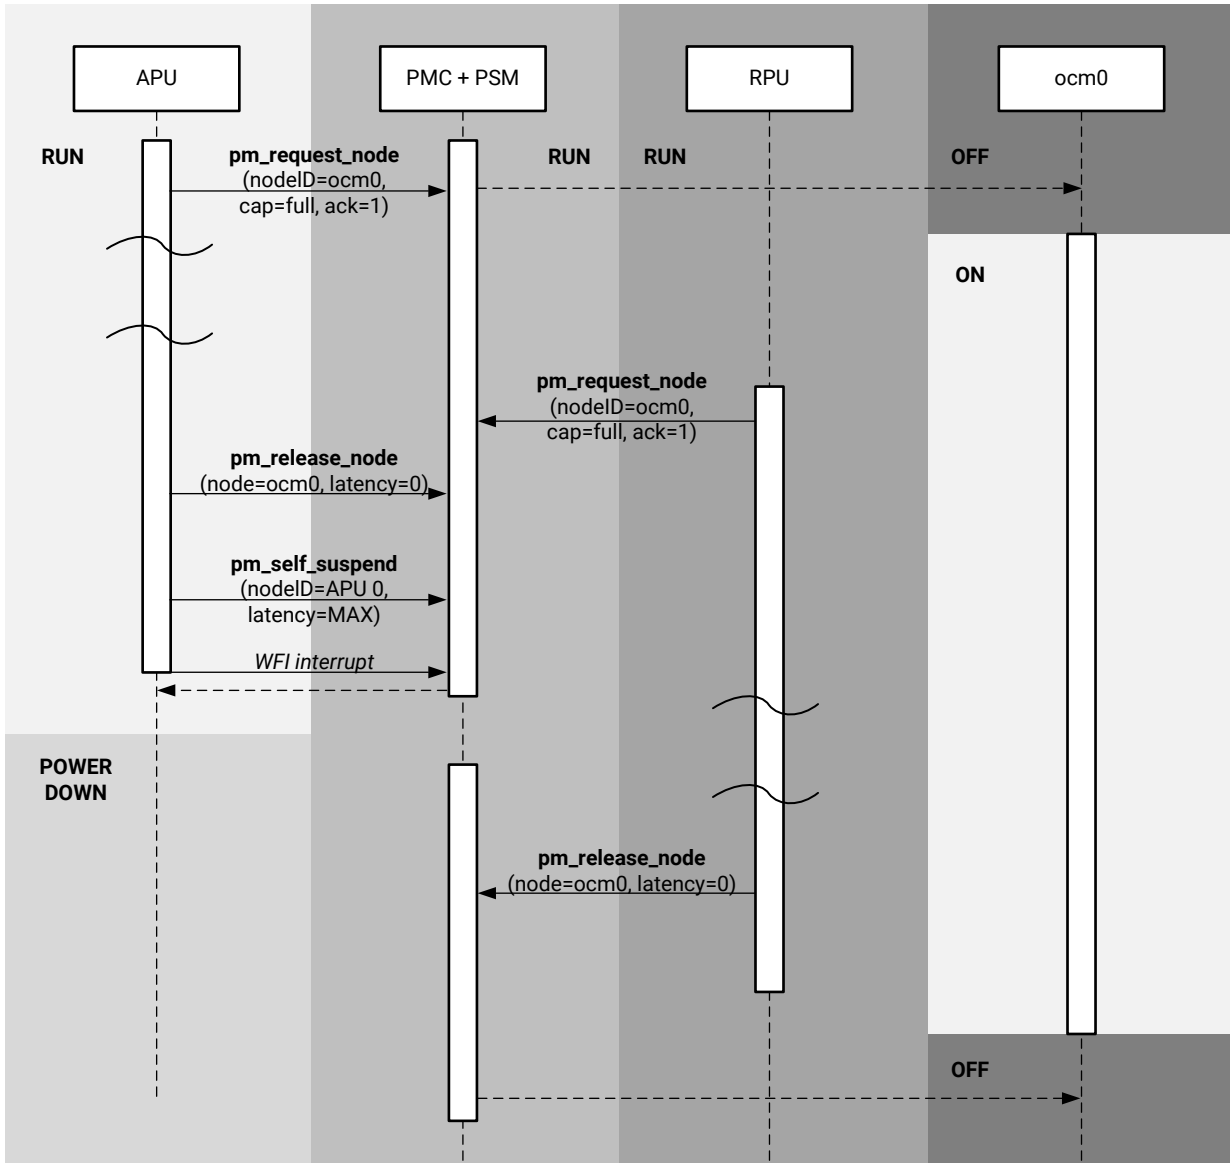 APU
PMC + PSM
RPU
ocm0
RUN
pm_request_node
(nodeID=ocm0,
cap=full, ack=1)
RUN
RUN
OFF
ON
pm_request_node
(nodeID=ocm0,
cap=full, ack=1)
pm_release_node
(node=ocm0, latency=0)
pm_self_suspend
(nodeID=APU 0,
latency=MAX)
WFI interrupt
POWER
DOWN
pm_release_node
(node=ocm0, latency=0)
OFF